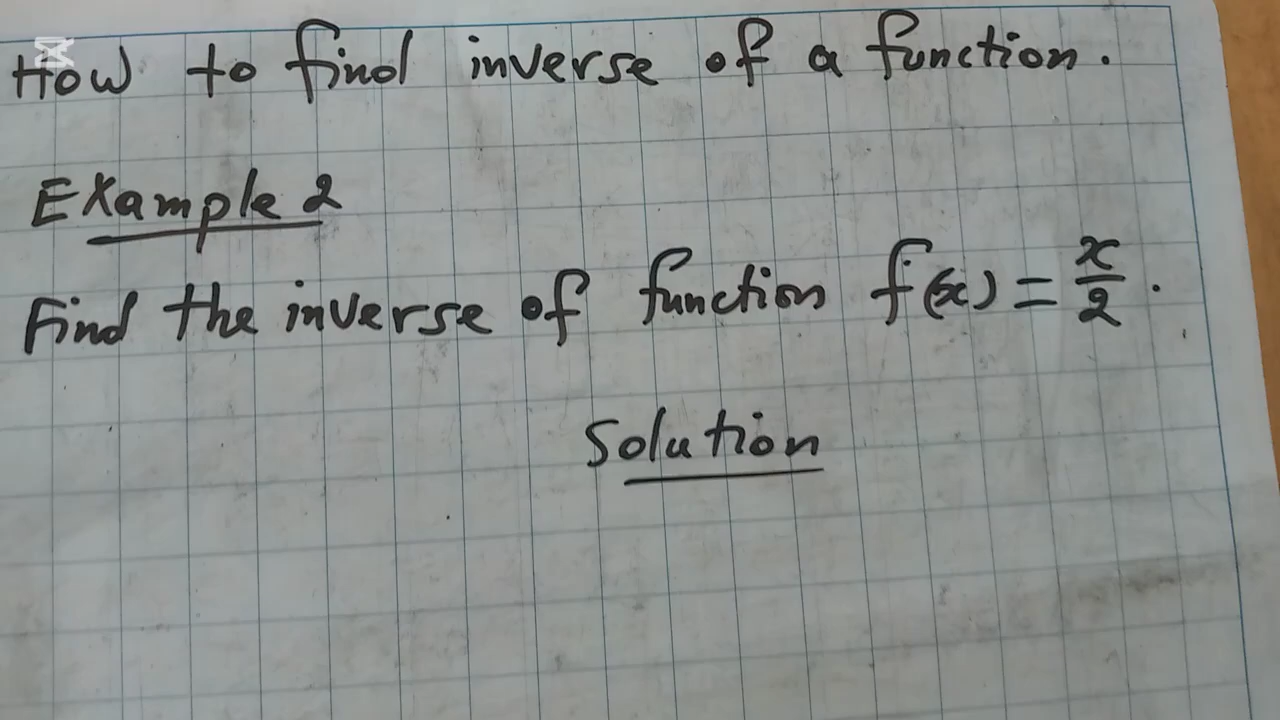 How to find inverse of a function.
Example 2
Find the inverse of function f(x) = x/2.
Solution